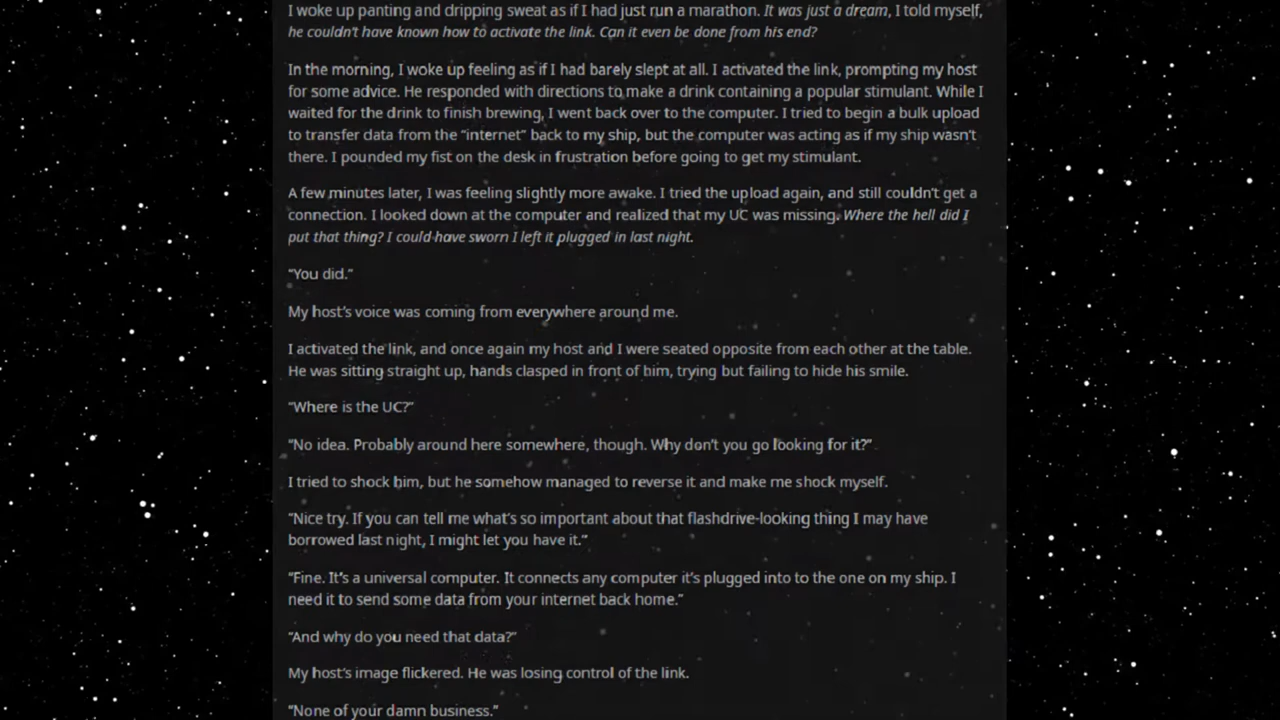 I woke up panting and dripping sweat as if I had just run a marathon. It was just a dream, I told myself,
he couldn't have known how to activate the link. Can it even be done from his end?
In the morning, I woke up feeling as if I had barely slept at all. I activated the link, prompting my host
for some advice. He responded with directions to make a drink containing a popular stimulant. While I
waited for the drink to finish brewing, I went back over to the computer. I tried to begin a bulk upload
to transfer data from the “internet” back to my ship, but the computer was acting as if my ship wasn't
there. I pounded my fist on the desk in frustration before going to get my stimulant.
A few minutes later, I was feeling slightly more awake. I tried the upload again, and still couldn't get a
connection. I looked down at the computer and realized that my UC was missing. Where the hell did I
put that thing? I could have sworn I left it plugged in last night.
“You did.”
My host's voice was coming from everywhere around me.
I activated the link, and once again my host and I were seated opposite from each other at the table.
He was sitting straight up, hands clasped in front of him, trying but failing to hide his smile.
“Where is the UC?”
“No idea. Probably around here somewhere, though. Why don't you go looking for it?”
I tried to shock him, but he somehow managed to reverse it and make me shock myself.
“Nice try. If you can tell me what's so important about that flashdrive-looking thing I may have
borrowed last night, I might let you have it.”
“Fine. It's a universal computer. It connects any computer it's plugged into to the one on my ship. I
need it to send some data from your internet back home.”
“And why do you need that data?”
My host's image flickered. He was losing control of the link.
“None of your damn business.”